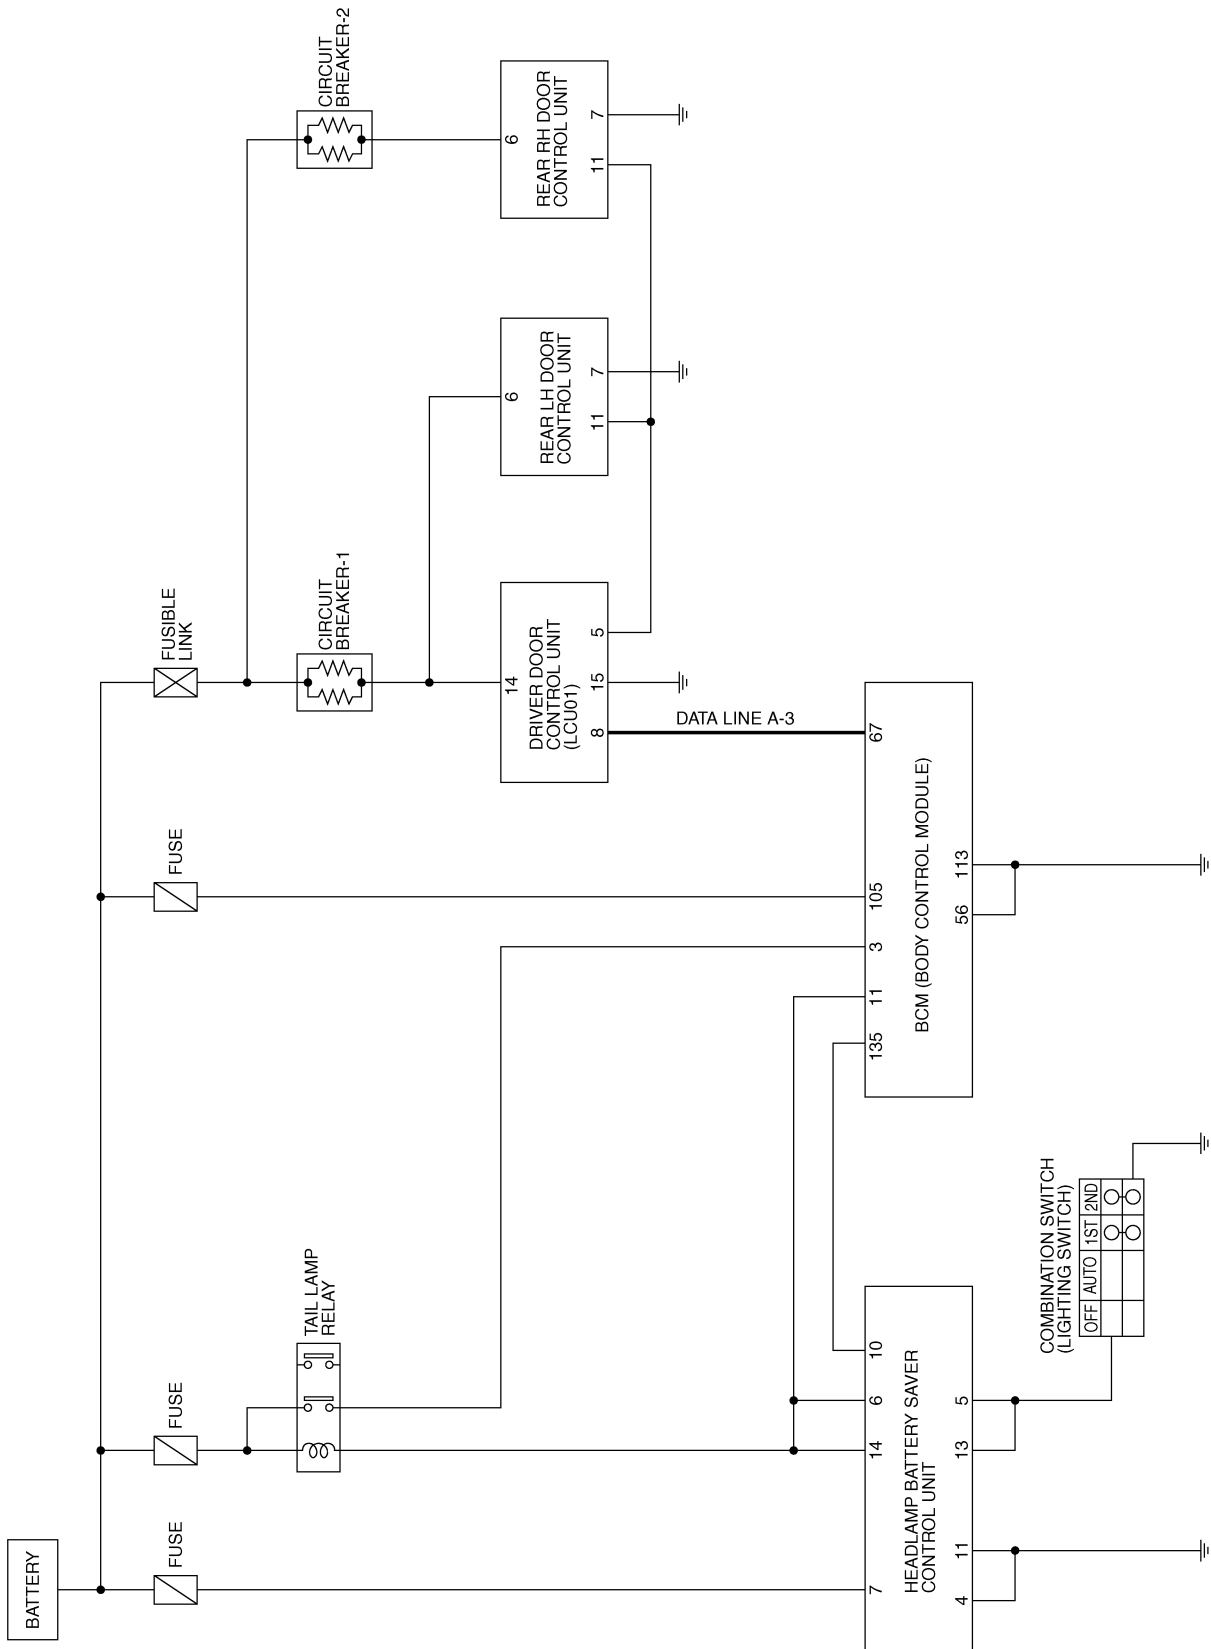 BATTERY
FUSE
FUSE
FUSE
FUSIBLE
LINK
TAIL LAMP
RELAY
CIRCUIT
BREAKER-1
CIRCUIT
BREAKER-2
14
DRIVER DOOR
CONTROL UNIT
(LCU01)
8
15
5
6
REAR LH DOOR
CONTROL UNIT
11
7
6
REAR RH DOOR
CONTROL UNIT
11
7
DATA LINE A-3
7
14
6
10
HEADLAMP BATTERY SAVER
CONTROL UNIT
4
11
13
5
135
11
3
105
67
BCM (BODY CONTROL MODULE)
56
113
COMBINATION SWITCH
(LIGHTING SWITCH)
OFF AUTO 1ST 2ND